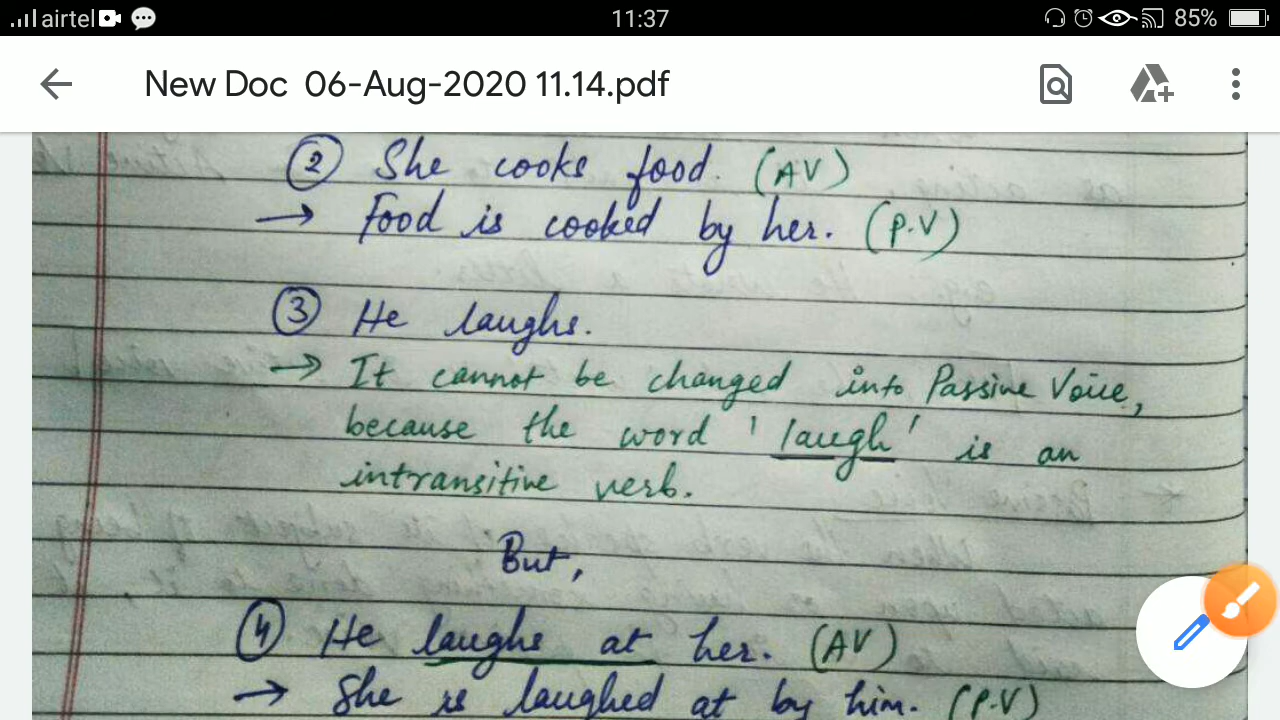 airtel 11:37 85%
New Doc 06-Aug-2020 11.14.pdf
② She cooks food. (AV)
→ Food is cooked by her. (P.V)
③ He laughs.
→ It cannot be changed into Passive Voice,
because the word 'laugh' is an
intransitive verb.
But,
④ He laughs at her. (AV)
→ She is laughed at by him. (P.V)